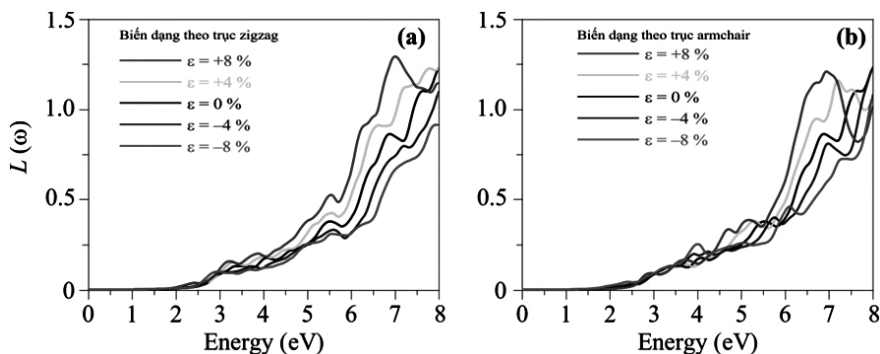 1.5
Biến dạng theo trục zigzag
(a)
ε = +8 %
ε = +4 %
ε = 0 %
ε = –4 %
ε = –8 %
1.0
0.5
0
L (ω)
0 1 2 3 4 5 6 7 8
Energy (eV)
1.5
Biến dạng theo trục armchair
(b)
ε = +8 %
ε = +4 %
ε = 0 %
ε = –4 %
ε = –8 %
1.0
0.5
0
0 1 2 3 4 5 6 7 8
Energy (eV)